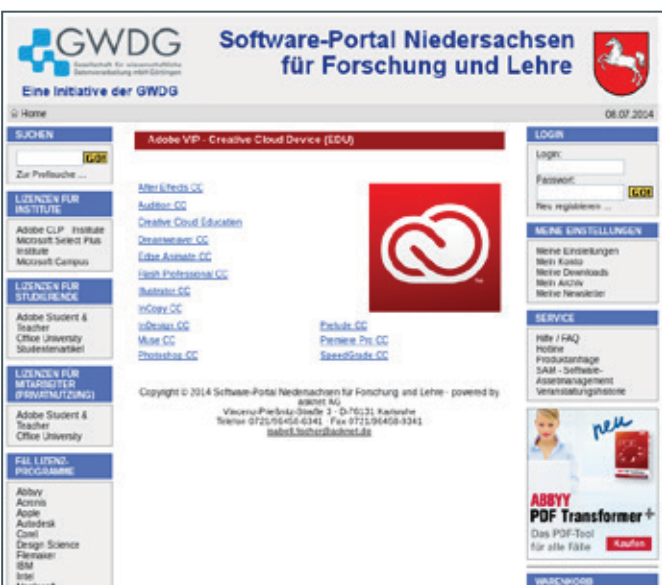 GWDG
Gesellschaft für wissenschaftliche
Datenverarbeitung mbH Göttingen
Eine Initiative der GWDG
Software-Portal Niedersachsen
für Forschung und Lehre
Home
08.07.2014
SUCHEN
GO!
Zur Profisuche ...
LIZENZEN FÜR
INSTITUTE
Adobe CLP Institute
Microsoft Select Plus
Institute
Microsoft Campus
LIZENZEN FÜR
STUDIERENDE
Adobe Student &
Teacher
Office University
Studentenartikel
LIZENZEN FÜR
MITARBEITER
(PRIVATNUTZUNG)
Adobe Student &
Teacher
Office University
F&L LIZENZ-
PROGRAMME
Abbyy
Acronis
Apple
Autodesk
Corel
Design Science
Filemaker
IBM
Intel
Adobe VIP - Creative Cloud Device (EDU)
After Effects CC
Audition CC
Creative Cloud Education
Dreamweaver CC
Edge Animate CC
Flash Professional CC
Illustrator CC
InCopy CC
InDesign CC
Muse CC
Photoshop CC
Prelude CC
Premiere Pro CC
SpeedGrade CC
Copyright © 2014 Software-Portal Niedersachsen für Forschung und Lehre - powered by
asknet AG
Vincenz-Prießnitz-Straße 3 - D-76131 Karlsruhe
Telefon 0721/96458-6341 - Fax 0721/96458-9341
isabell.fischer@asknet.de
LOGIN
Login:
Passwort:
GO!
Neu registrieren ...
MEINE EINSTELLUNGEN
Meine Einstellungen
Mein Konto
Meine Downloads
Mein Archiv
Meine Newsletter
SERVICE
Hilfe / FAQ
Hotline
Produktanfrage
SAM - Software-
Assetmanagement
Veranstaltungshistorie
neu
ABBYY
PDF Transformer+
Das PDF-Tool
für alle Fälle
Kaufen
WARENKORB